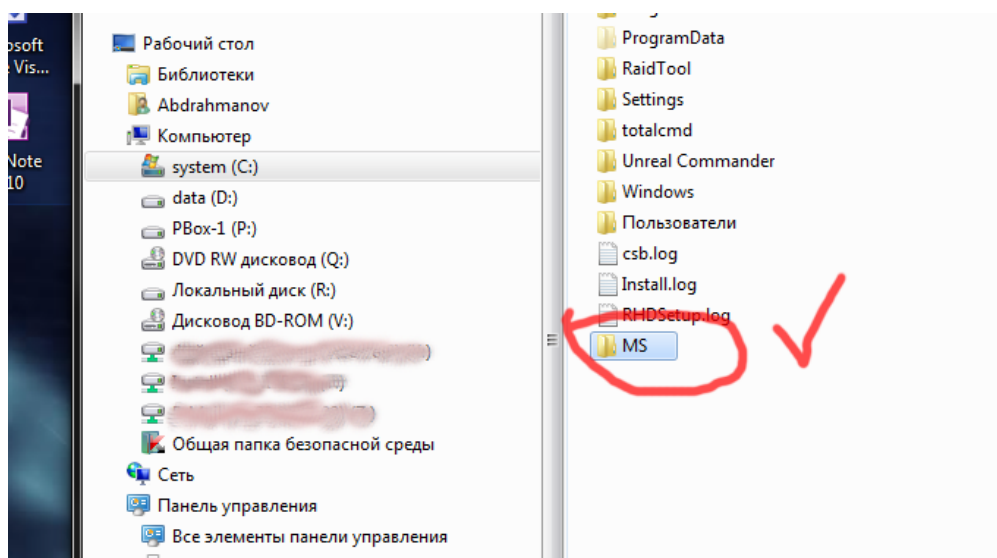 osoft
Vis...
Note
10
Рабочий стол
Библиотеки
Abdrahmanov
Компьютер
system (C:)
data (D:)
PBox-1 (P:)
DVD RW дисковод (Q:)
Локальный диск (R:)
Дисковод BD-ROM (V:)
Общая папка безопасной среды
Сеть
Панель управления
Все элементы панели управления
ProgramData
RaidTool
Settings
totalcmd
Unreal Commander
Windows
Пользователи
csb.log
Install.log
RHDSetup.log
MS